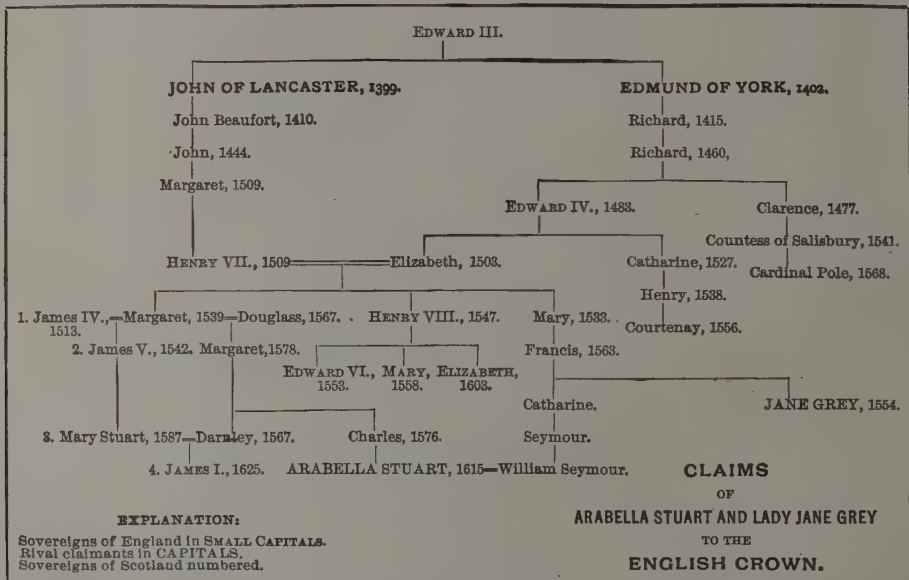 EDWARD III.
JOHN OF LANCASTER, 1399. EDMUND OF YORK, 1402.
John Beaufort, 1410. Richard, 1415.
John, 1444. Richard, 1460,
Margaret, 1509.
EDWARD IV., 1483. Clarence, 1477.
Countess of Salisbury, 1541.
HENRY VII., 1509 Elizabeth, 1503. Catharine, 1527. Cardinal Pole, 1568.
Henry, 1538.
1. James IV., Margaret, 1539 Douglass, 1567. HENRY VIII., 1547. Mary, 1533. Courtenay, 1556.
1513.
2. James V., 1542. Margaret, 1578. Francis, 1563.
EDWARD VI., MARY, ELIZABETH,
1553. 1558. 1603.
Catharine. JANE GREY, 1554.
3. Mary Stuart, 1587 Darnley, 1567. Charles, 1576. Seymour.
4. JAMES I., 1625. ARABELLA STUART, 1615 William Seymour.
CLAIMS
OF
ARABELLA STUART AND LADY JANE GREY
TO THE
ENGLISH CROWN.
EXPLANATION:
Sovereigns of England in SMALL CAPITALS.
Rival claimants in CAPITALS.
Sovereigns of Scotland numbered.